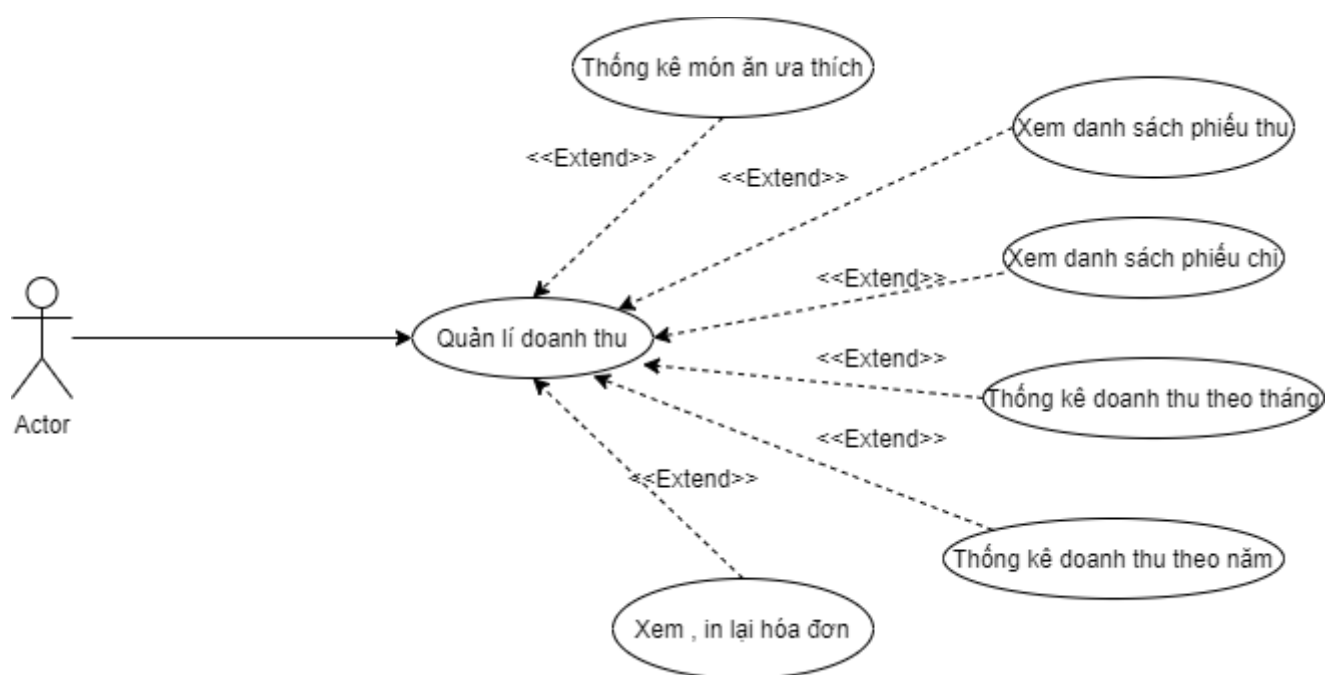 Thống kê món ăn ưa thích
Xem danh sách phiếu thu
<<Extend>>
<<Extend>>
Xem danh sách phiếu chi
<<Extend>>
Quản lí doanh thu
<<Extend>>
Thống kê doanh thu theo tháng
Actor
<<Extend>>
<<Extend>>
Thống kê doanh thu theo năm
Xem , in lại hóa đơn